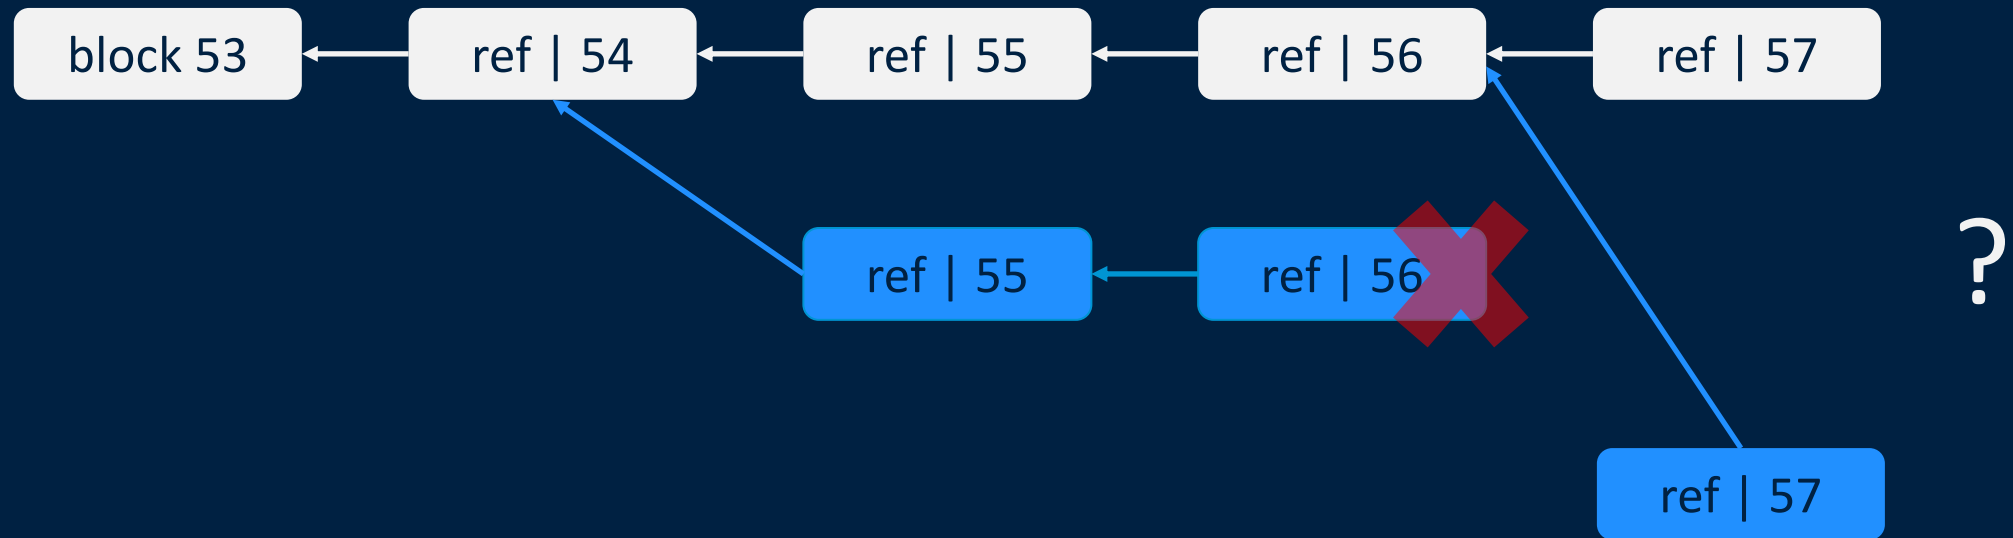 block 53
ref | 54
ref | 55
ref | 56
ref | 57
ref | 55
ref | 56
?
ref | 57